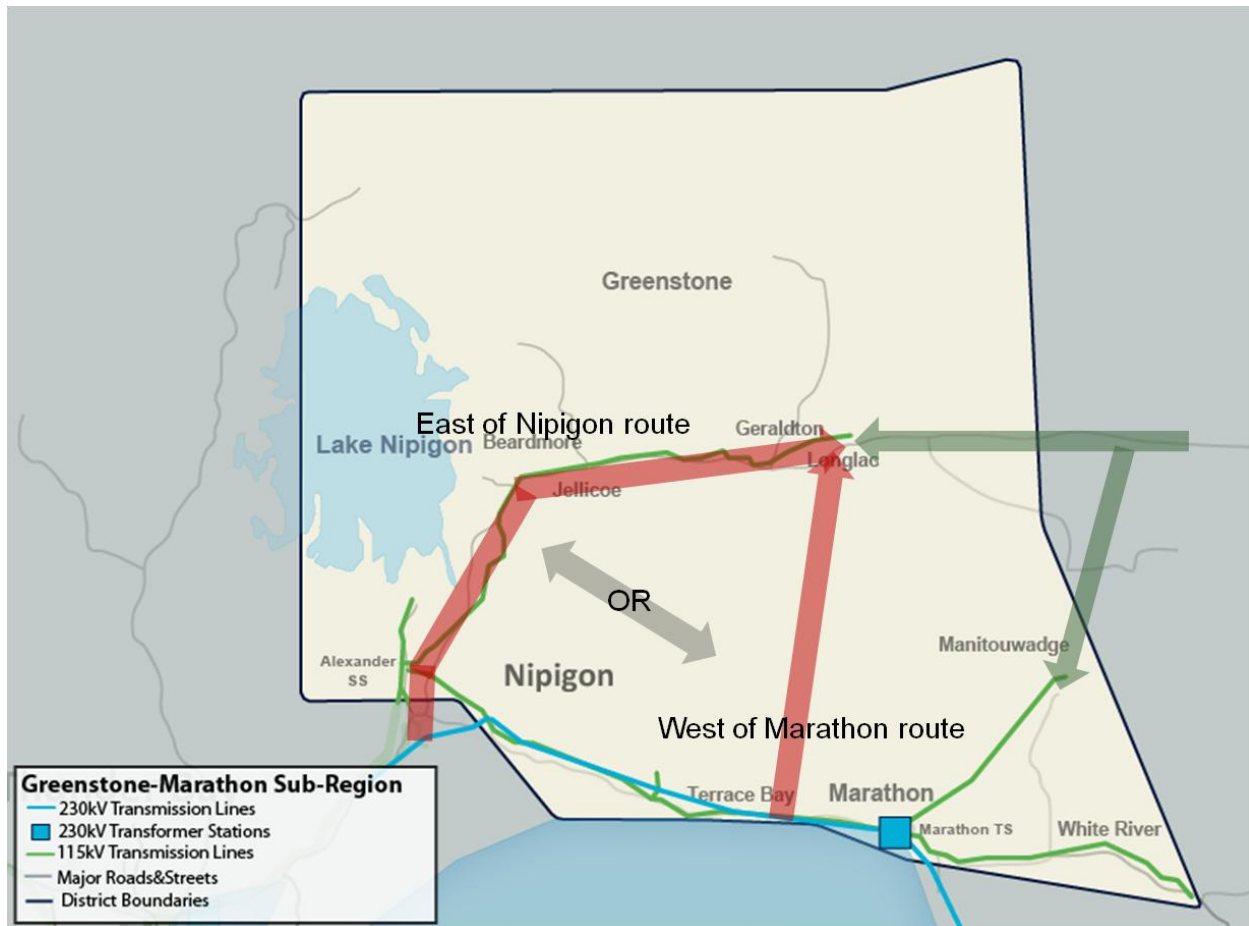 Greenstone
East of Nipigon route
Geraldton
Lake Nipigon
Beardmore
Longlac
Jellicoe
OR
Manitouwadge
Alexander
SS
Nipigon
West of Marathon route
Terrace Bay
Marathon
Marathon TS
White River
Greenstone-Marathon Sub-Region
230kV Transmission Lines
230kV Transformer Stations
115kV Transmission Lines
Major Roads&Streets
District Boundaries